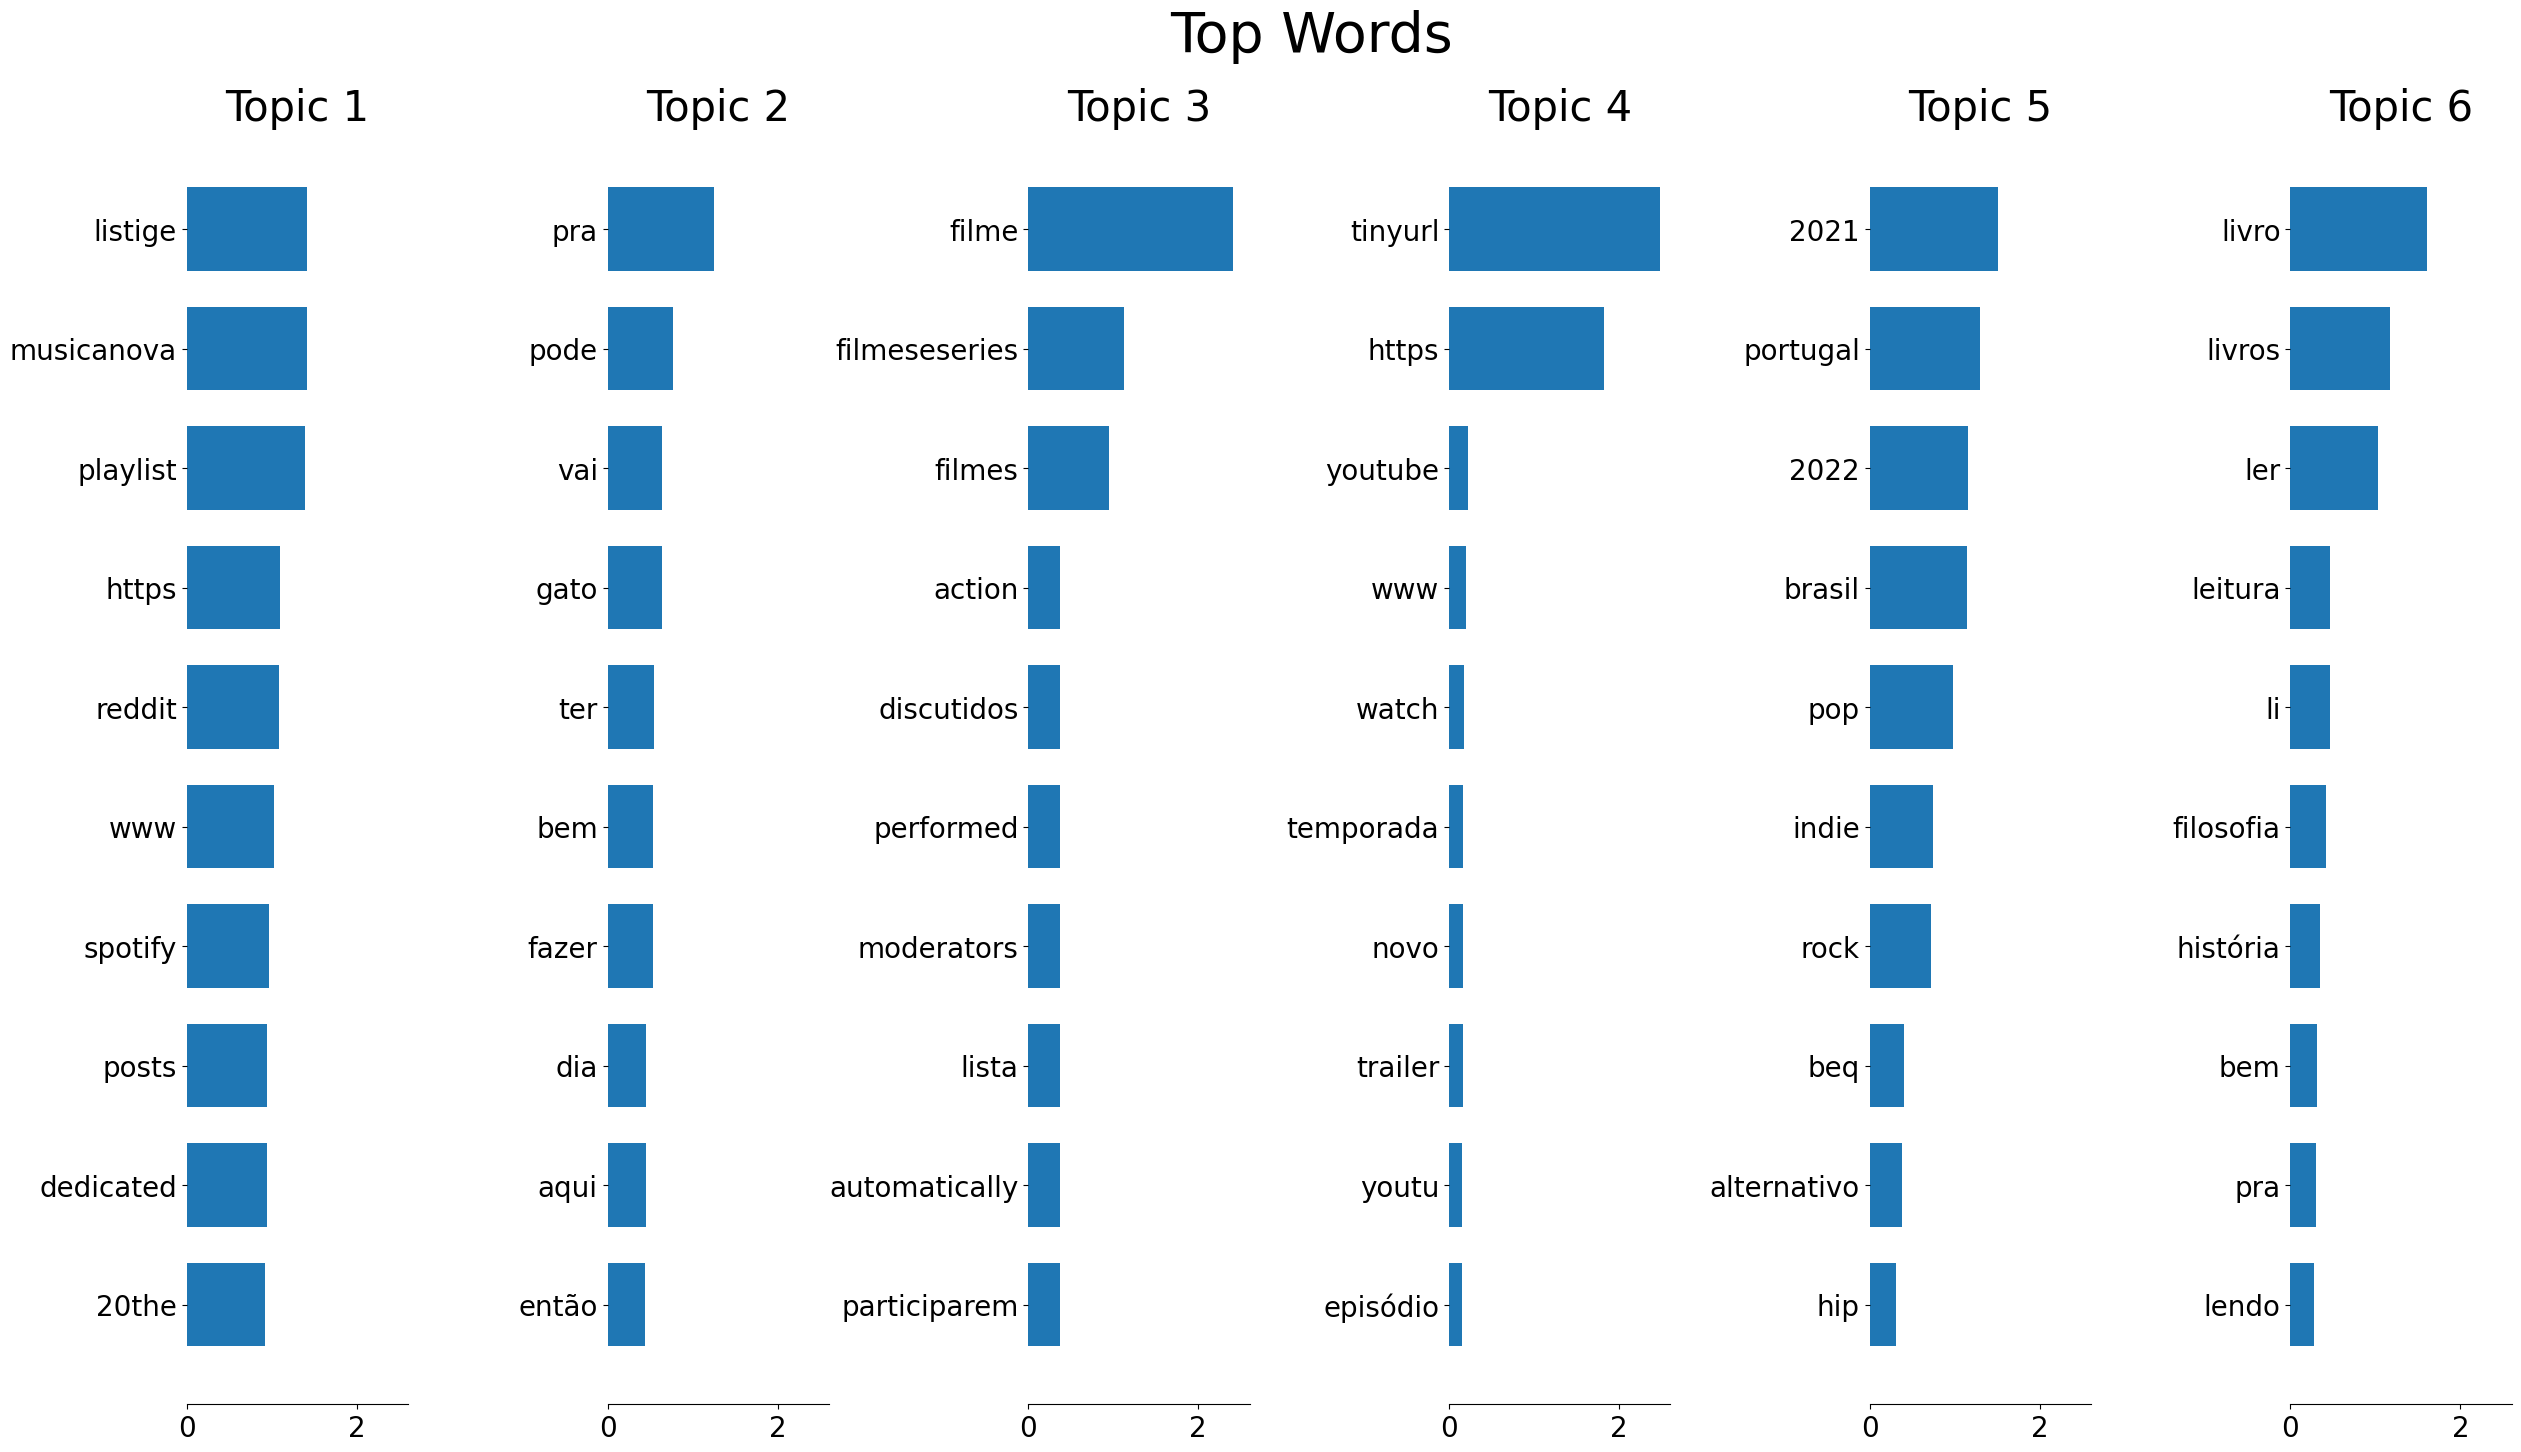 Top Words
Topic 1
listige
musicanova
playlist
https
reddit
www
spotify
posts
dedicated
20the
0 2
Topic 2
pra
pode
vai
gato
ter
bem
fazer
dia
aqui
então
0 2
Topic 3
filme
filmeseseries
filmes
action
discutidos
performed
moderators
lista
automatically
participarem
0 2
Topic 4
tinyurl
https
youtube
www
watch
temporada
novo
trailer
youtu
episódio
0 2
Topic 5
2021
portugal
2022
brasil
pop
indie
rock
beq
alternativo
hip
0 2
Topic 6
livro
livros
ler
leitura
li
filosofia
história
bem
pra
lendo
0 2